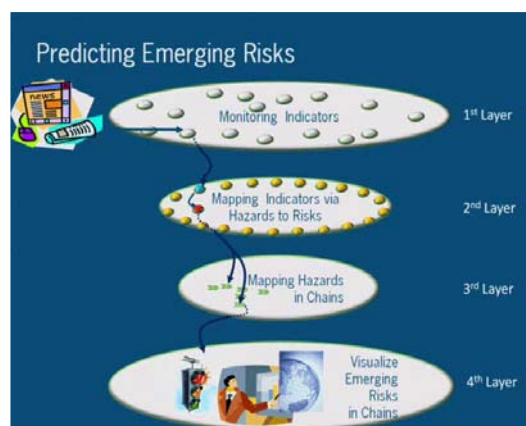 Predicting Emerging Risks
NEWS
Monitoring Indicators
1st Layer
Mapping Indicators via
Hazards to Risks
2nd Layer
Mapping Hazards
in Chains
3rd Layer
Visualize
Emerging
Risks
in Chains
4th Layer